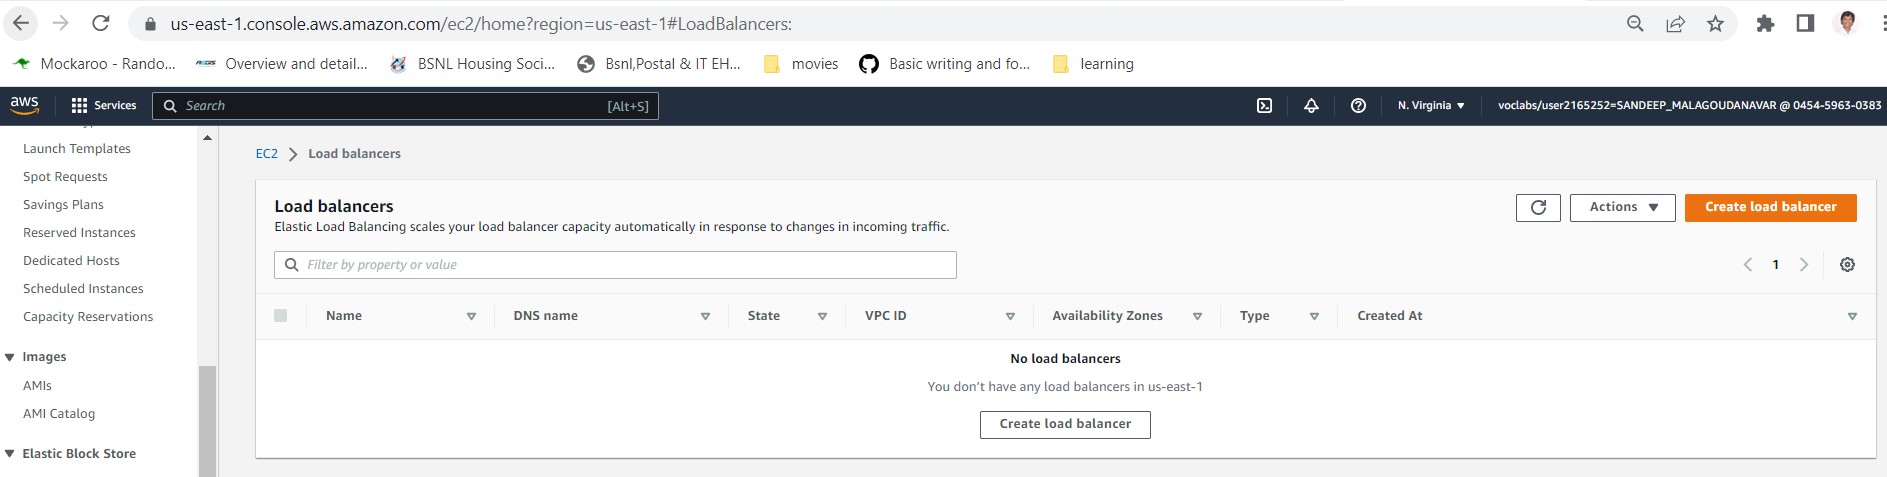 us-east-1.console.aws.amazon.com/ec2/home?region=us-east-1#LoadBalancers:
Mockaroo - Rando... Overview and detail... BSNL Housing Soci... Bsnl,Postal & IT EH... movies Basic writing and fo... learning
aws Services Search [Alt+S] N. Virginia voclabs/user2165252=SANDEEP_MALAGOUDANAVAR @ 0454-5963-0383
Launch Templates
Spot Requests
Savings Plans
Reserved Instances
Dedicated Hosts
Scheduled Instances
Capacity Reservations
Images
AMIs
AMI Catalog
Elastic Block Store
EC2 Load balancers
Load balancers
Actions Create load balancer
Elastic Load Balancing scales your load balancer capacity automatically in response to changes in incoming traffic.
Filter by property or value
1
Name DNS name State VPC ID Availability Zones Type Created At
No load balancers
You don't have any load balancers in us-east-1
Create load balancer